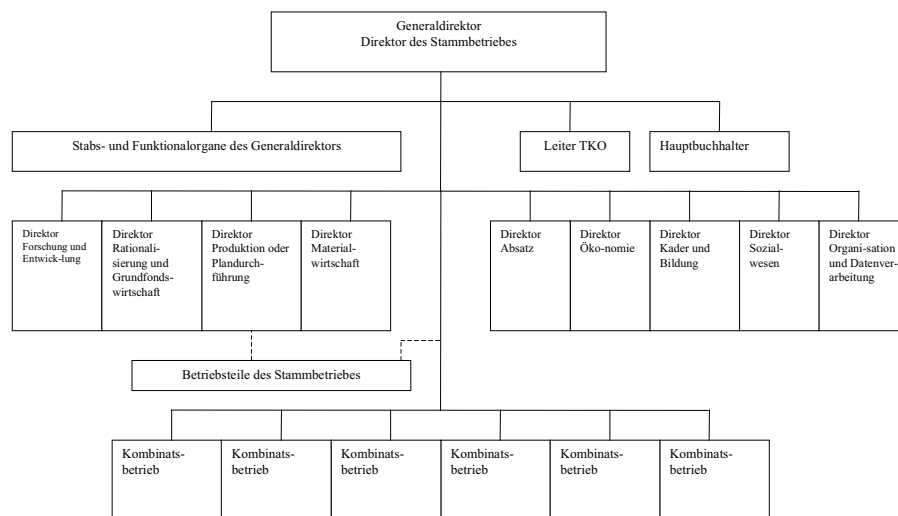 Generaldirektor
Direktor des Stammbetriebes
Stabs- und Funktionalorgane des Generaldirektors
Leiter TKO
Hauptbuchhalter
Direktor
Forschung und
Entwick-lung
Direktor
Rationali-
sierung und
Grundfonds-
wirtschaft
Direktor
Produktion oder
Plandurch-
führung
Direktor
Material-
wirtschaft
Direktor
Absatz
Direktor
Öko-nomie
Direktor
Kader und
Bildung
Direktor
Sozial-
wesen
Direktor
Organi-sation
und Datenver-
arbeitung
Betriebsteile des Stammbetriebes
Kombinats-
betrieb
Kombinats-
betrieb
Kombinats-
betrieb
Kombinats-
betrieb
Kombinats-
betrieb
Kombinats-
betrieb